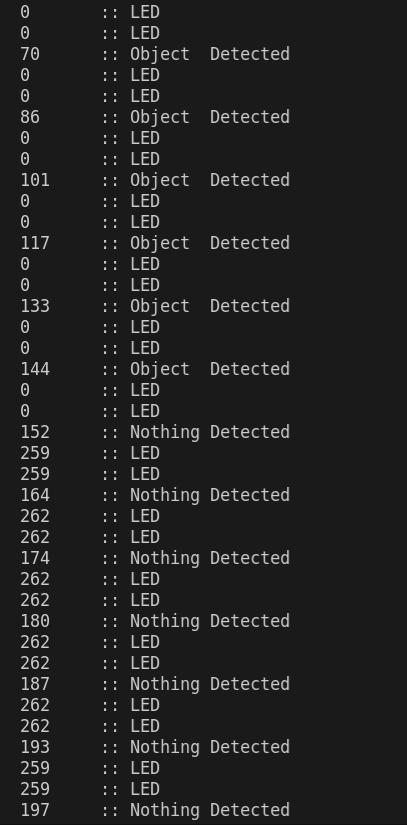 0       :: LED
0       :: LED
70      :: Object  Detected
0       :: LED
0       :: LED
86      :: Object  Detected
0       :: LED
0       :: LED
101     :: Object  Detected
0       :: LED
0       :: LED
117     :: Object  Detected
0       :: LED
0       :: LED
133     :: Object  Detected
0       :: LED
0       :: LED
144     :: Object  Detected
0       :: LED
0       :: LED
152     :: Nothing Detected
259     :: LED
259     :: LED
164     :: Nothing Detected
262     :: LED
262     :: LED
174     :: Nothing Detected
262     :: LED
262     :: LED
180     :: Nothing Detected
262     :: LED
262     :: LED
187     :: Nothing Detected
262     :: LED
262     :: LED
193     :: Nothing Detected
259     :: LED
259     :: LED
197     :: Nothing Detected